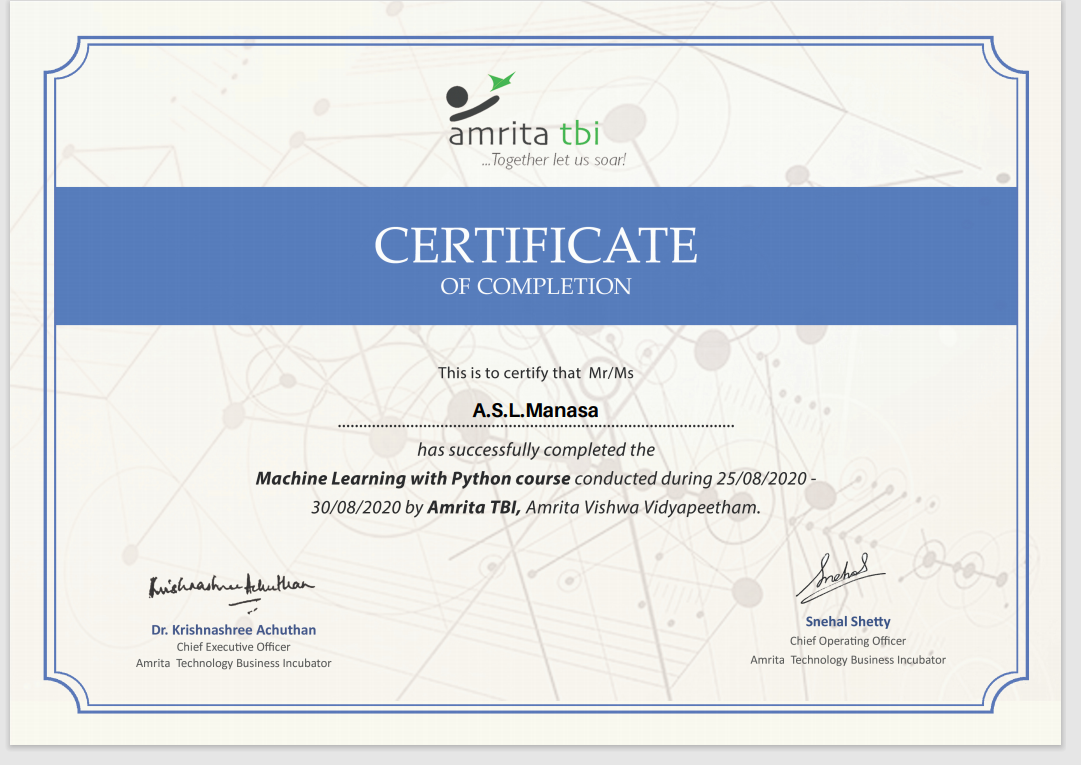 amrita tbi
...Together let us soar!
CERTIFICATE
OF COMPLETION
This is to certify that Mr/Ms
A.S.L.Manasa
has successfully completed the
Machine Learning with Python course conducted during 25/08/2020 -
30/08/2020 by Amrita TBI, Amrita Vishwa Vidyapeetham.
Krishnashree Achuthan
Dr. Krishnashree Achuthan
Chief Executive Officer
Amrita Technology Business Incubator
Snehal
Snehal Shetty
Chief Operating Officer
Amrita Technology Business Incubator